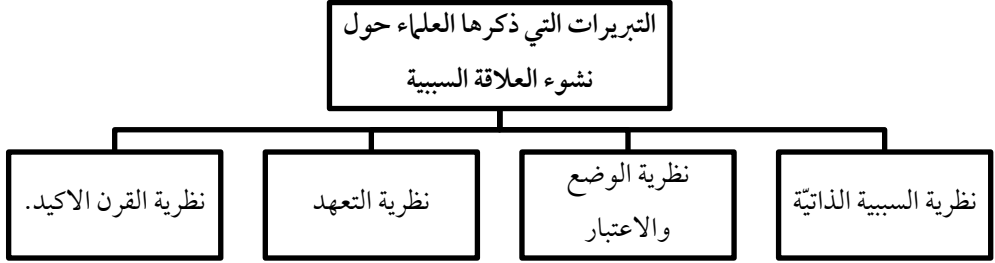 التبريرات التي ذكرها العلماء حول
نشوء العلاقة السببية
نظرية السببية الذاتيّة
نظرية الوضع
والاعتبار
نظرية التعهد
نظرية القرن الاكيد.